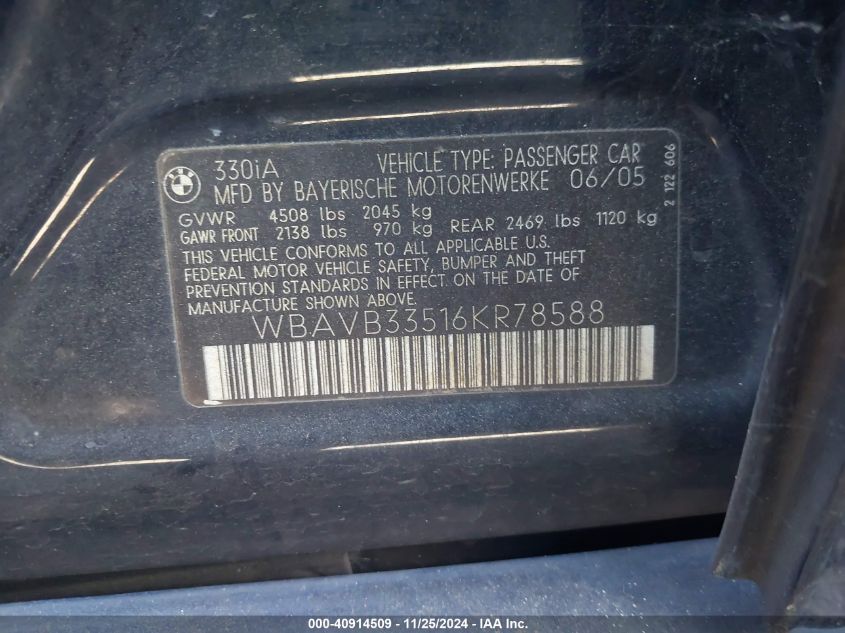 BMW
330iA VEHICLE TYPE: PASSENGER CAR
MFD BY BAYERISCHE MOTORENWERKE 06/05
GVWR 4508 lbs 2045 kg
GAWR FRONT 2138 lbs 970 kg REAR 2469 lbs 1120 kg
THIS VEHICLE CONFORMS TO ALL APPLICABLE U.S.
FEDERAL MOTOR VEHICLE SAFETY, BUMPER AND THEFT
PREVENTION STANDARDS IN EFFECT ON THE DATE OF
MANUFACTURE SHOWN ABOVE.
WBAVB33516KR78588
2 122 606
000-40914509 - 11/25/2024 - IAAI.COM